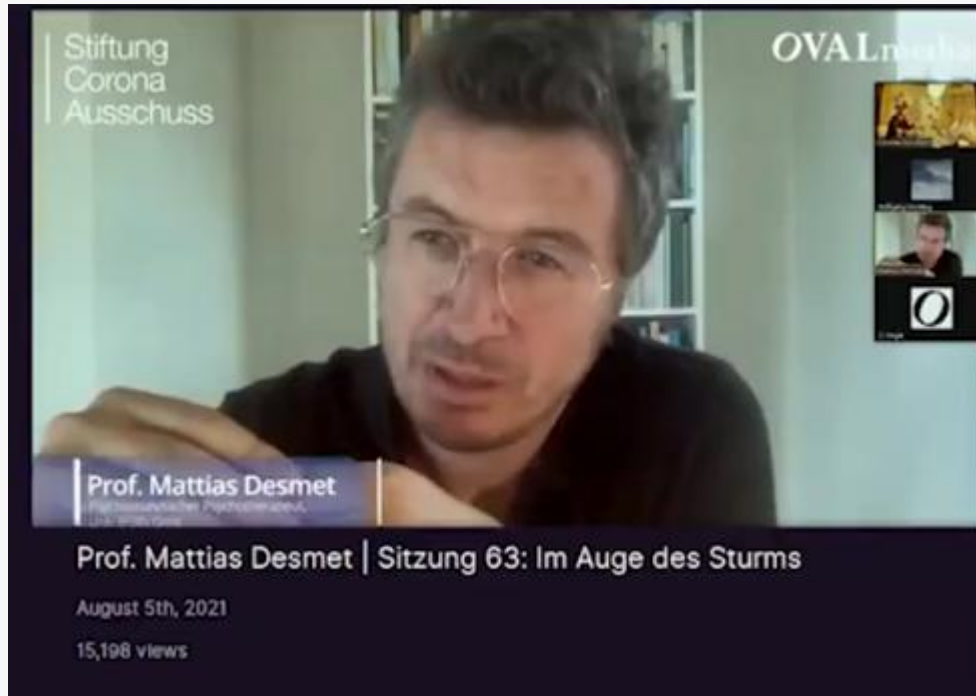 Stiftung
Corona
Ausschuss
OVALmedia
Prof. Mattias Desmet
Prof. Mattias Desmet | Sitzung 63: Im Auge des Sturms
August 5th, 2021
15,198 views